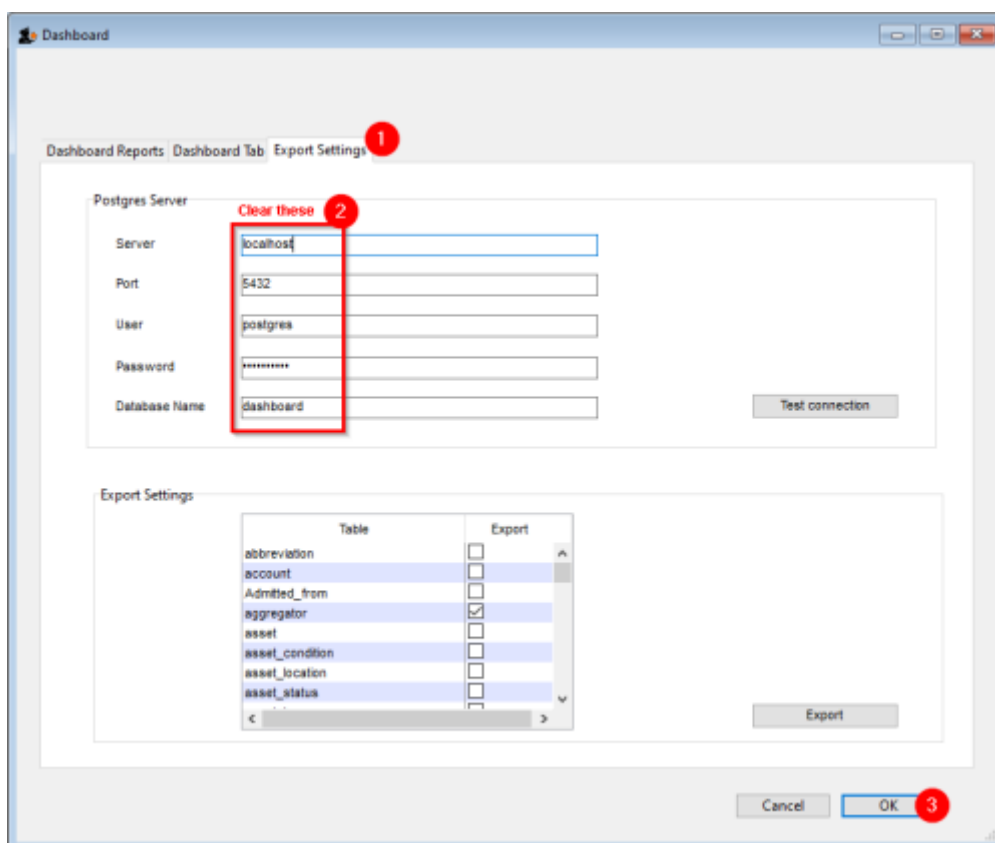 Dashboard
Dashboard Reports Dashboard Tab Export Settings 1
Postgres Server
Clear these 2
Server localhost
Port 5432
User postgres
Password ••••••••••
Database Name dashboard Test connection
Export Settings
Table Export
abbreviation
account
Admitted_from
aggregator
asset
asset_condition
asset_location
asset_status
Export
Cancel OK 3